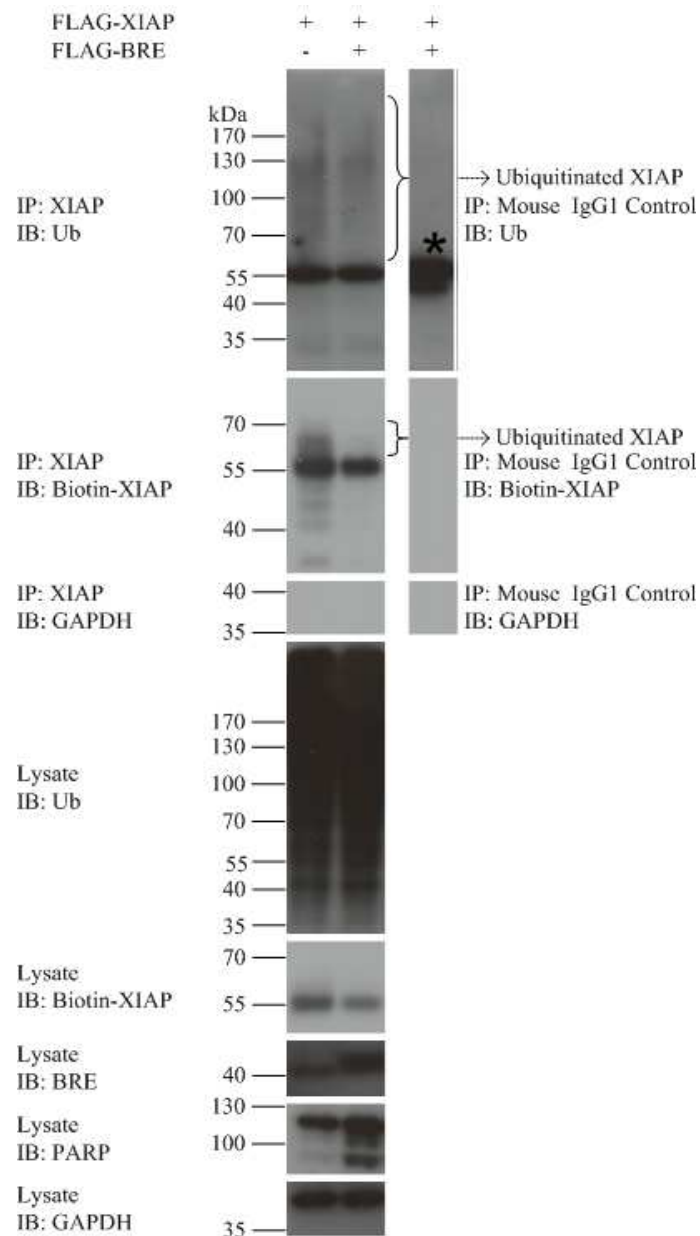 FLAG-XIAP + + +
FLAG-BRE - + +
kDa
170
130
100
70
55
40
35
IP: XIAP
IB: Ub
Ubiquitinated XIAP
IP: Mouse IgG1 Control
IB: Ub
*
70
55
40
IP: XIAP
IB: Biotin-XIAP
Ubiquitinated XIAP
IP: Mouse IgG1 Control
IB: Biotin-XIAP
40
35
IP: XIAP
IB: GAPDH
IP: Mouse IgG1 Control
IB: GAPDH
170
130
100
70
55
40
35
Lysate
IB: Ub
70
55
Lysate
IB: Biotin-XIAP
Lysate
IB: BRE
40
130
100
Lysate
IB: PARP
Lysate
IB: GAPDH
35